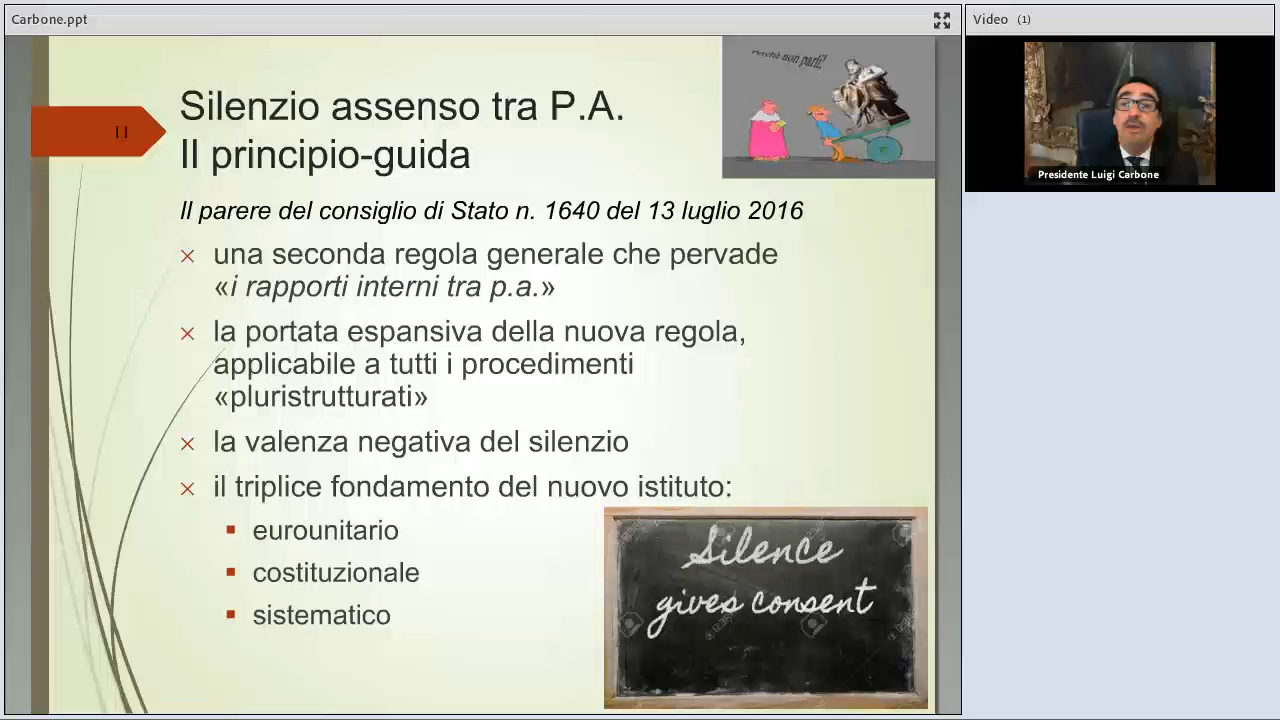 Carbone.ppt
Video (1)
Perchè non parli?
Silenzio assenso tra P.A.
Il principio-guida
11
Il parere del consiglio di Stato n. 1640 del 13 luglio 2016
× una seconda regola generale che pervade
«i rapporti interni tra p.a.»
× la portata espansiva della nuova regola,
applicabile a tutti i procedimenti
«pluristrutturati»
× la valenza negativa del silenzio
× il triplice fondamento del nuovo istituto:
▪ eurounitario
▪ costituzionale
▪ sistematico
Silence
gives consent
Presidente Luigi Carbone